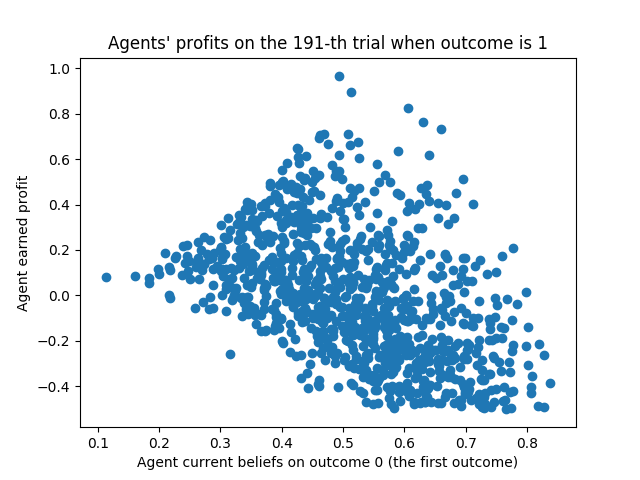 Agents' profits on the 191-th trial when outcome is 1
1.0
0.8
0.6
0.4
0.2
0.0
−0.2
−0.4
Agent earned profit
0.1 0.2 0.3 0.4 0.5 0.6 0.7 0.8
Agent current beliefs on outcome 0 (the first outcome)